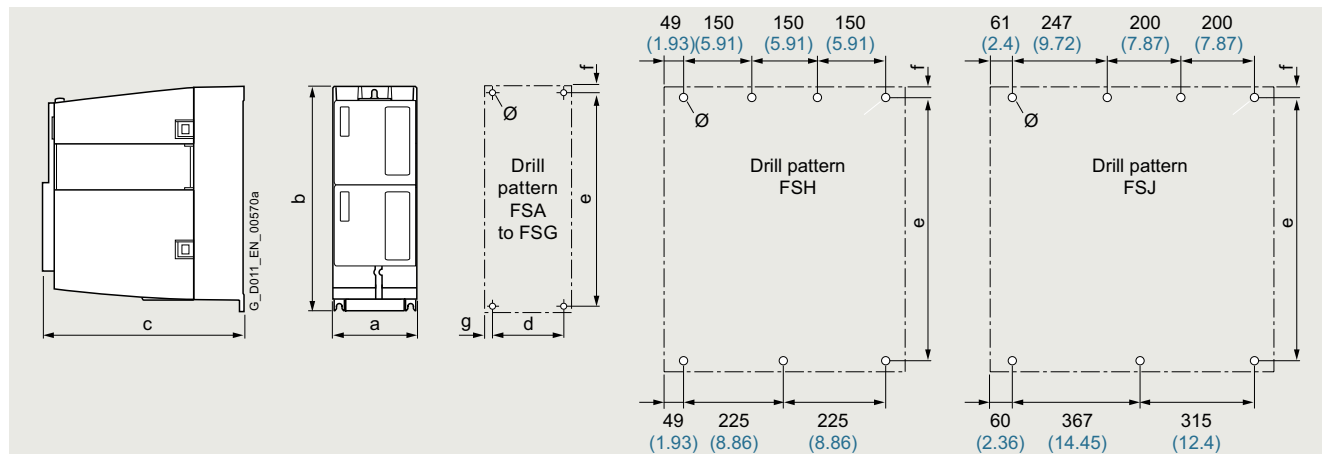 49 150 150 150
(1.93) (5.91) (5.91) (5.91)
61 247 200 200
(2.4) (9.72) (7.87) (7.87)
f
f
f
Ø
Ø
Ø
b
Drill
pattern
FSA
to FSG
e
Drill pattern
FSH
e
Drill pattern
FSJ
e
G_D011_EN_00570a
c
a
g
d
49 225 225
(1.93) (8.86) (8.86)
60 367 315
(2.36) (14.45) (12.4)